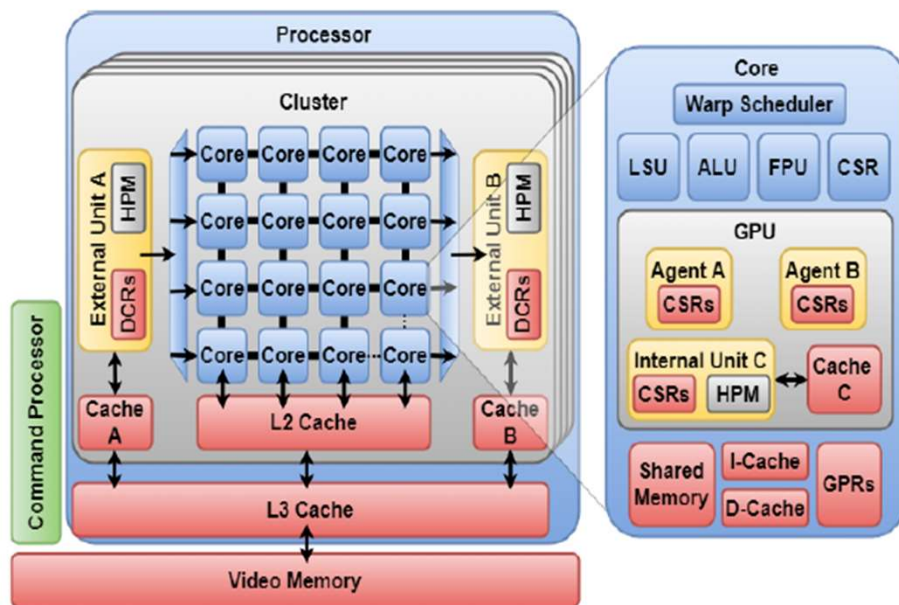 Processor
Cluster
External Unit A
HPM
DCRs
Core Core Core Core
Core Core Core Core
Core Core Core Core
Core Core Core Core
External Unit B
HPM
DCRs
Cache
A
L2 Cache
Cache
B
L3 Cache
Command Processor
Video Memory
Core
Warp Scheduler
LSU
ALU
FPU
CSR
GPU
Agent A
CSRs
Agent B
CSRs
Internal Unit C
CSRs
HPM
Cache
C
Shared
Memory
I-Cache
D-Cache
GPRs